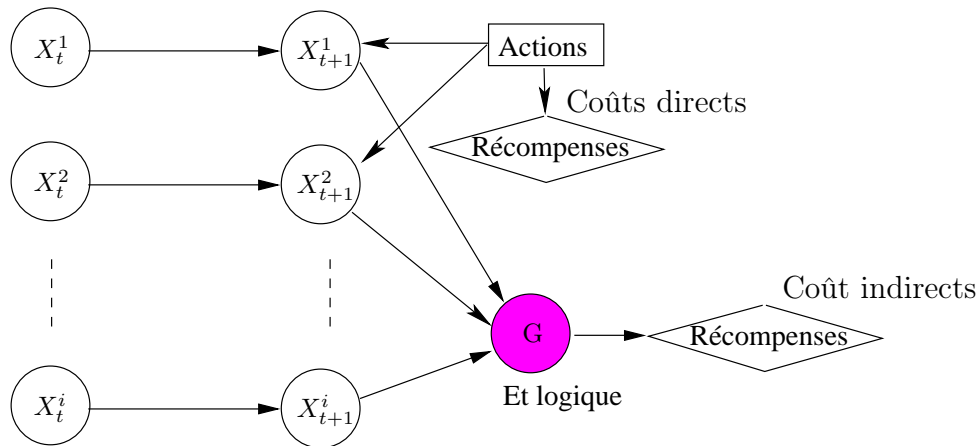 $X_t^1$
$X_{t+1}^1$
Actions
Coûts directs
Récompenses
$X_t^2$
$X_{t+1}^2$
Coût indirects
G
Récompenses
Et logique
$X_t^i$
$X_{t+1}^i$